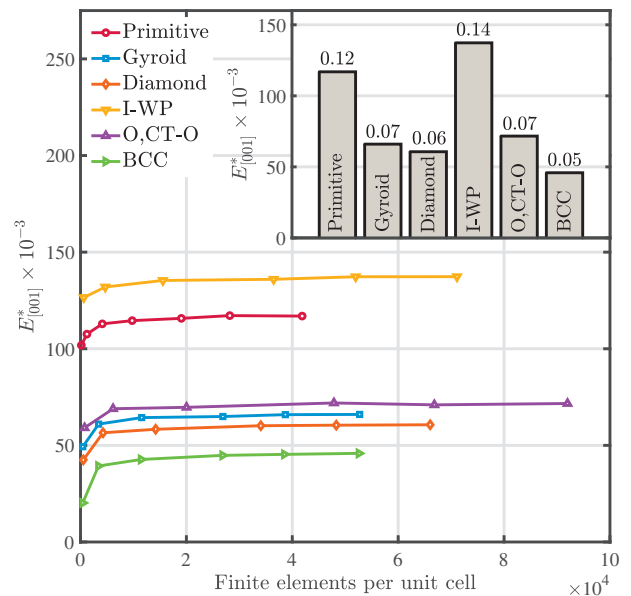 Primitive
Gyroid
Diamond
I-WP
O,CT-O
BCC
250
200
150
100
50
0
E*[001] × 10⁻³
0
2
4
6
8
10
×10⁴
Finite elements per unit cell
150
100
50
0
E*[001] × 10⁻³
0.12
0.07
0.06
0.14
0.07
0.05
Primitive
Gyroid
Diamond
I-WP
O,CT-O
BCC